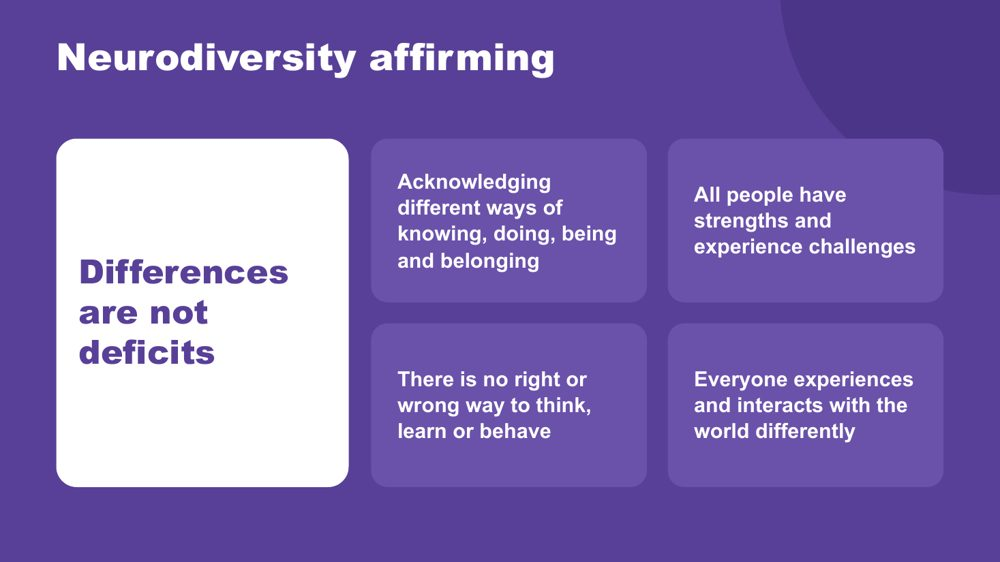 Neurodiversity affirming
Differences
are not
deficits
Acknowledging
different ways of
knowing, doing, being
and belonging
All people have
strengths and
experience challenges
There is no right or
wrong way to think,
learn or behave
Everyone experiences
and interacts with the
world differently